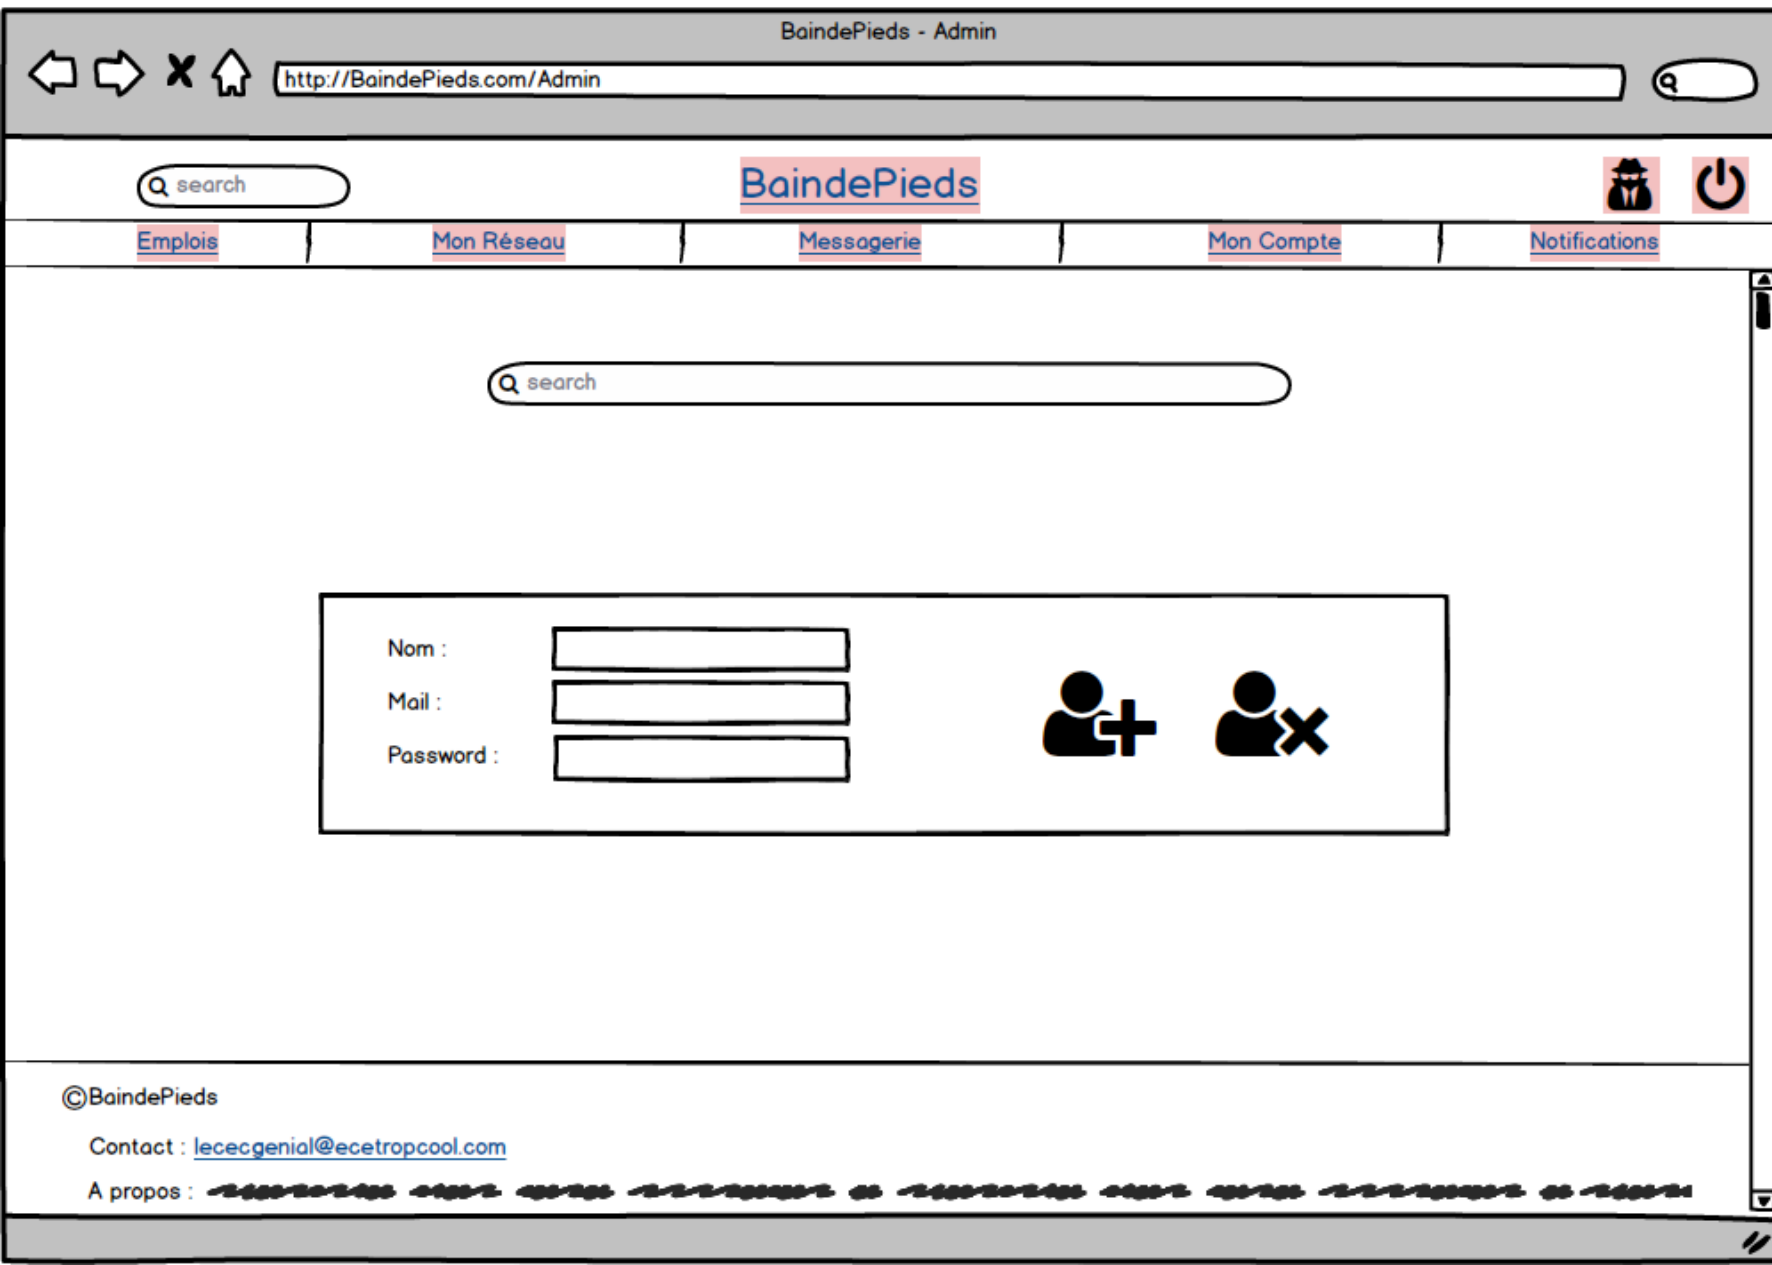 BaindePieds - Admin
http://BaindePieds.com/Admin
search
BaindePieds
Emplois
Mon Réseau
Messagerie
Mon Compte
Notifications
search
Nom :
Mail :
Password :
©BaindePieds
Contact : lececgenial@ecetropcool.com
A propos :